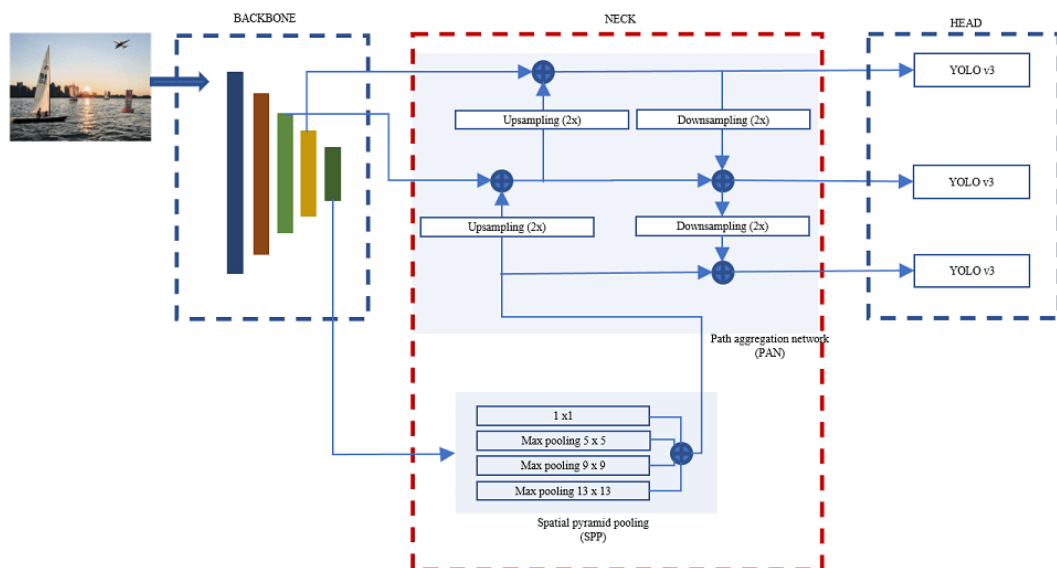 BACKBONE
NECK
HEAD
YOLO v3
Upsampling (2x)
Downsampling (2x)
YOLO v3
Upsampling (2x)
Downsampling (2x)
YOLO v3
Path aggregation network
(PAN)
1 x1
Max pooling 5 x 5
Max pooling 9 x 9
Max pooling 13 x 13
Spatial pyramid pooling
(SPP)